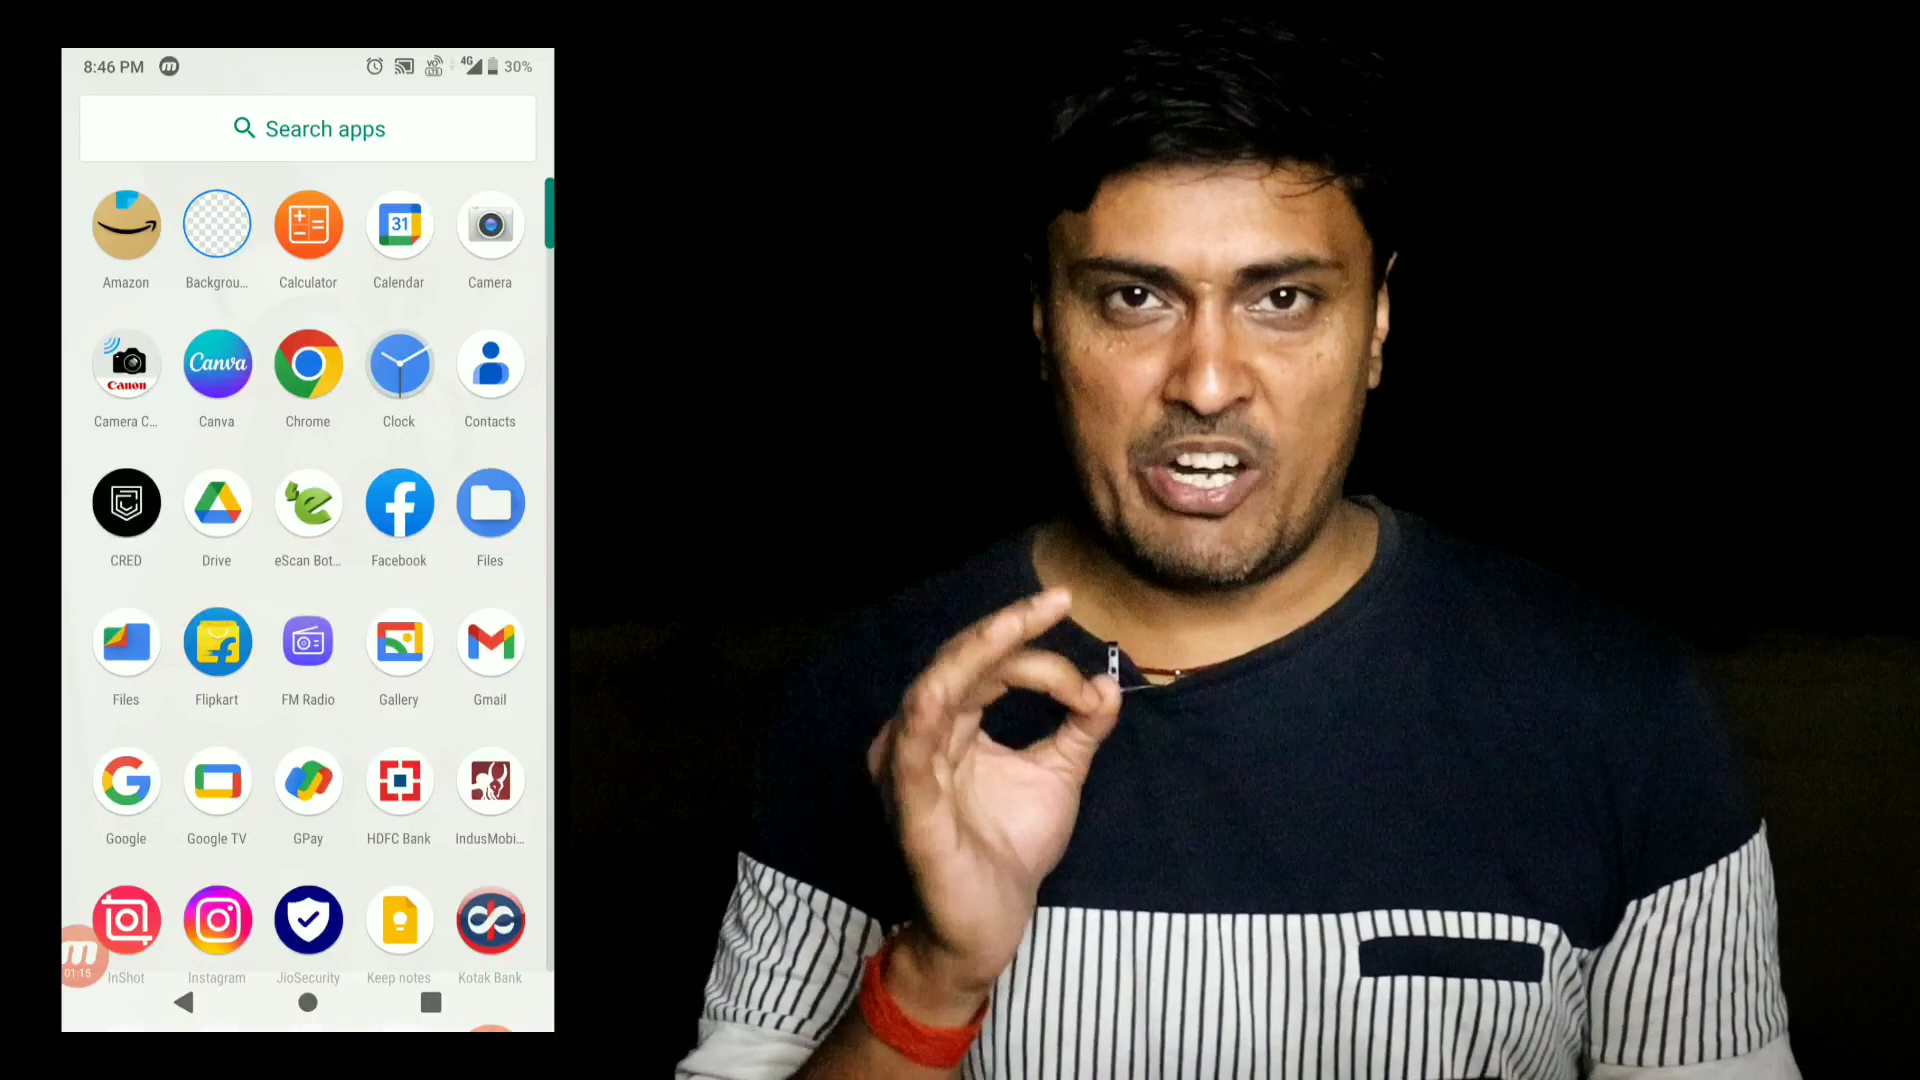 8:46 PM
VO LTE
4G
30%
Search apps
31
Amazon
Backgrou...
Calculator
Calendar
Camera
Canon
Canva
Camera C...
Canva
Chrome
Clock
Contacts
CRED
Drive
eScan Bot...
Facebook
Files
Files
Flipkart
FM Radio
Gallery
Gmail
Google
Google TV
GPay
HDFC Bank
IndusMobi...
01:15
InShot
Instagram
JioSecurity
Keep notes
Kotak Bank